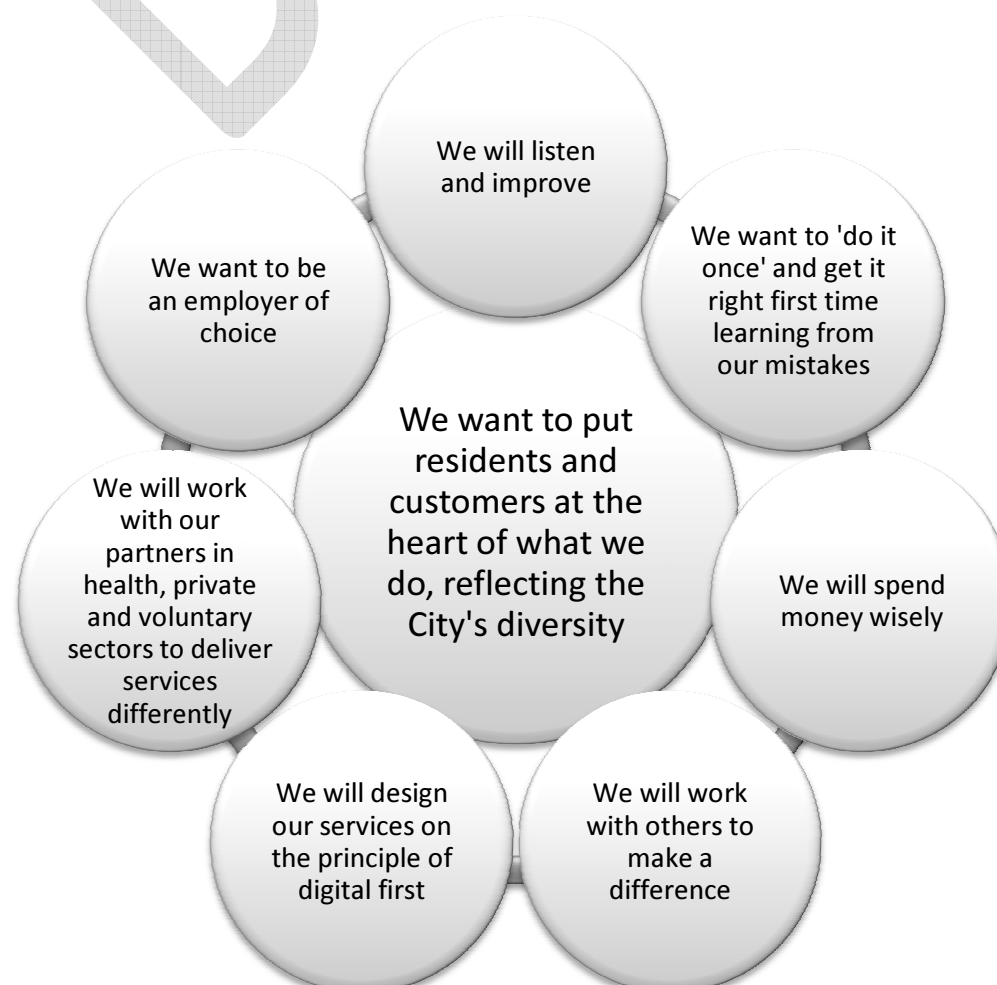 We will listen
and improve
We want to 'do it
once' and get it
right first time
learning from
our mistakes
We will spend
money wisely
We will work
with others to
make a
difference
We will design
our services on
the principle of
digital first
We will work
with our
partners in
health, private
and voluntary
sectors to deliver
services
differently
We want to be
an employer of
choice
We want to put
residents and
customers at the
heart of what we
do, reflecting the
City's diversity